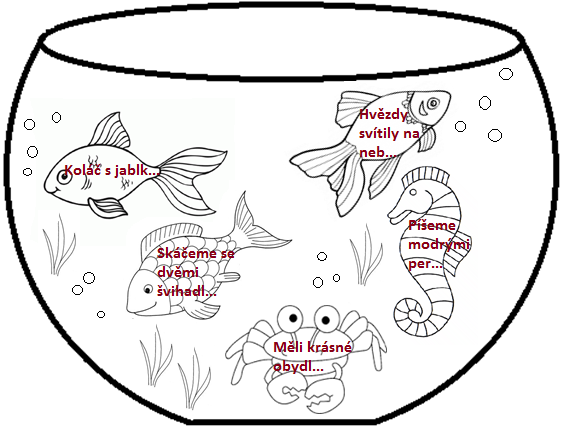 Koláč s jablk...
Hvězdy
svítily na
neb...
Skáčeme se
dvěmi
švihadl...
Píšeme
modrými
per...
Měli krásné
obydl...